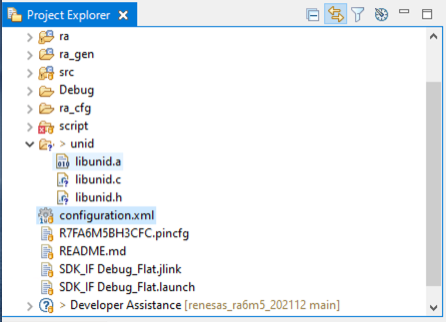 Project Explorer
ra
ra_gen
src
Debug
ra_cfg
script
> unid
libunid.a
libunid.c
libunid.h
configuration.xml
R7FA6M5BH3CFC.pincfg
README.md
SDK_IF Debug_Flat.jlink
SDK_IF Debug_Flat.launch
> Developer Assistance [renesas_ra6m5_202112 main]